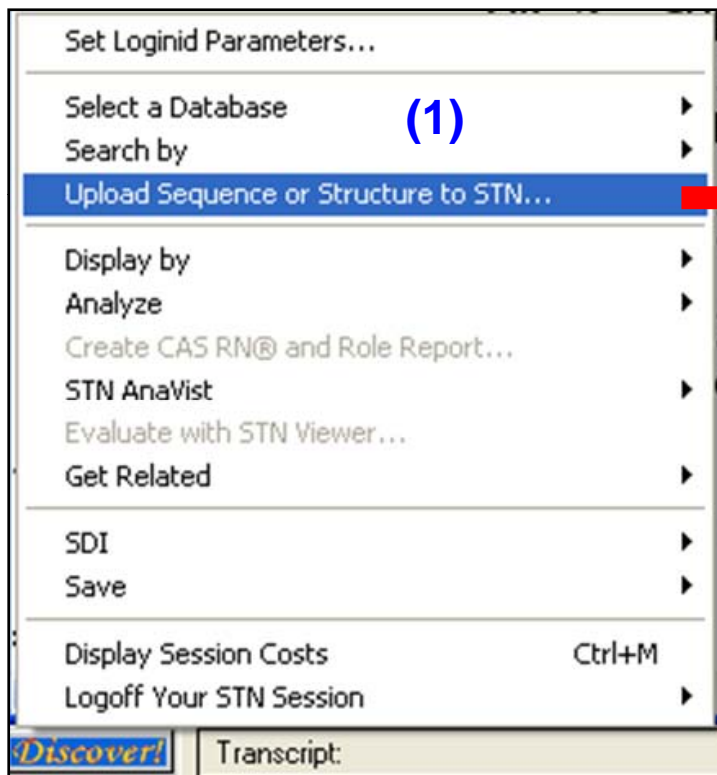 Set Loginid Parameters...
Select a Database
(1)
Search by
Upload Sequence or Structure to STN...
Display by
Analyze
Create CAS RN® and Role Report...
STN AnaVist
Evaluate with STN Viewer...
Get Related
SDI
Save
Display Session Costs Ctrl+M
Logoff Your STN Session
Discover! Transcript: